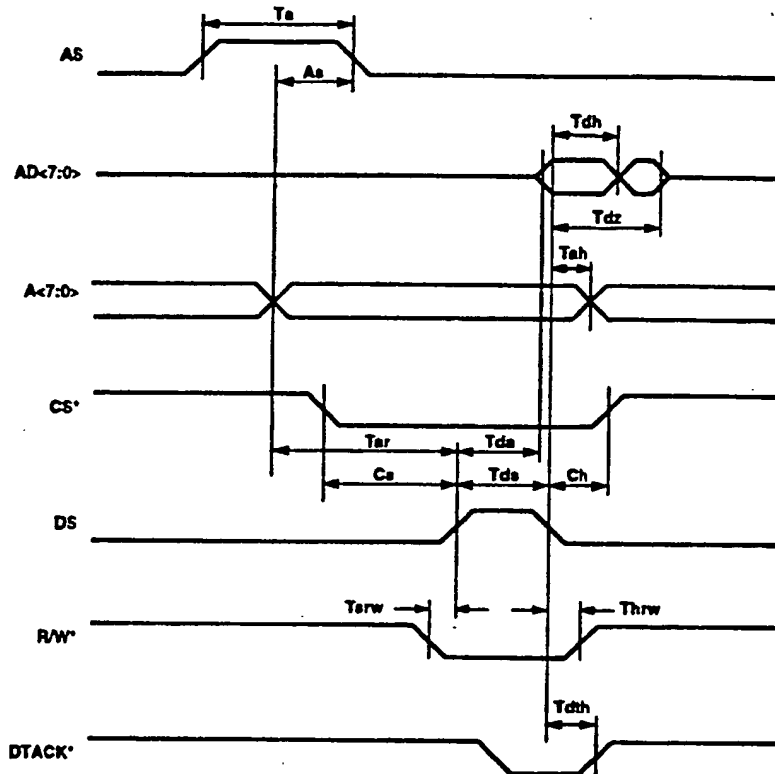 Ta
AS
As
Tdh
AD<7:0>
Tdz
Tah
A<7:0>
CS*
Tar Tda
Cs Tds Ch
DS
Tsrw Thrw
R/W*
Tdth
DTACK*